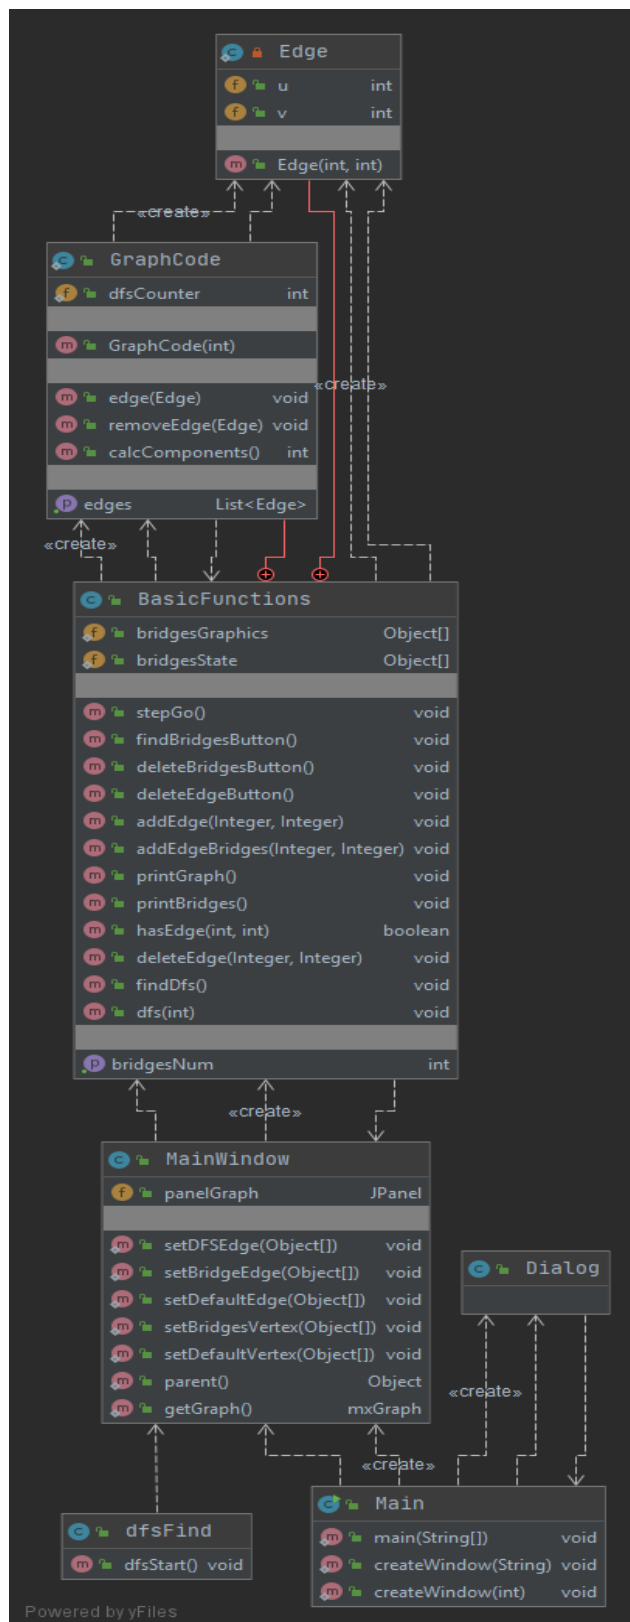 Edge
u int
v int
Edge(int, int)
«create»
GraphCode
dfsCounter int
GraphCode(int)
«create»
edge(Edge) void
removeEdge(Edge) void
calcComponents() int
edges List<Edge>
«create»
BasicFunctions
bridgesGraphics Object[]
bridgesState Object[]
stepGo() void
findBridgesButton() void
deleteBridgesButton() void
deleteEdgeButton() void
addEdge(Integer, Integer) void
addEdgeBridges(Integer, Integer) void
printGraph() void
printBridges() void
hasEdge(int, int) boolean
deleteEdge(Integer, Integer) void
findDfs() void
dfs(int) void
bridgesNum int
«create»
MainWindow
panelGraph JPanel
setDFSEdge(Object[]) void
setBridgeEdge(Object[]) void
setDefaultEdge(Object[]) void
setBridgesVertex(Object[]) void
setDefaultVertex(Object[]) void
parent() Object
getGraph() mxGraph
Dialog
«create»
«create»
dfsFind
dfsStart() void
Main
main(String[]) void
createWindow(String) void
createWindow(int) void
Powered by yFiles